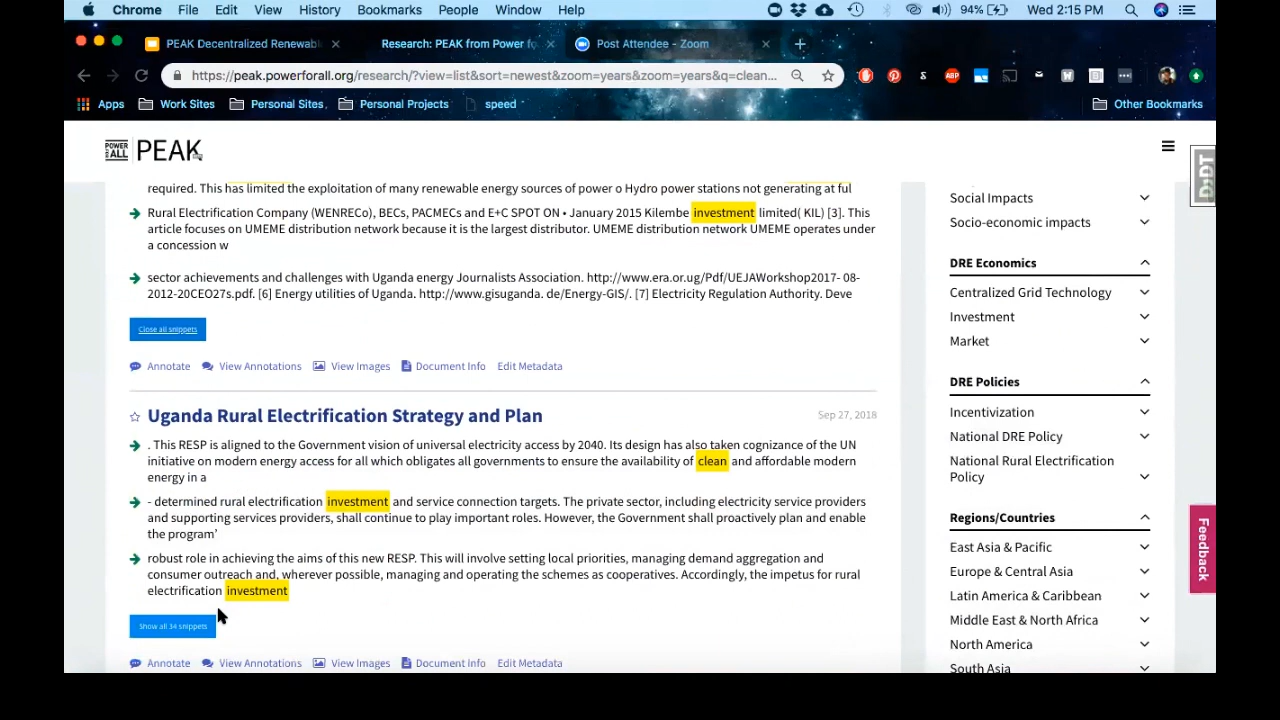 Chrome File Edit View History Bookmarks People Window Help 94% Wed 2:15 PM
PEAK Decentralized Renewab Research: PEAK from Power fo Post Attendee - Zoom
https://peak.powerforall.org/research/?view=list&sort=newest&zoom=years&zoom=years&q=clean... ABP
Apps Work Sites Personal Sites Personal Projects speed Other Bookmarks
POWER FOR ALL PEAK
required. This has limited the exploitation of many renewable energy sources of power o Hydro power stations not generating at ful
Rural Electrification Company (WENRECo), BECs, PACMECs and E+C SPOT ON • January 2015 Kilembe investment limited( KIL) [3]. This
article focuses on UMEME distribution network because it is the largest distributor. UMEME distribution network UMEME operates under
a concession w
sector achievements and challenges with Uganda energy Journalists Association. http://www.era.or.ug/Pdf/UEJAWorkshop2017- 08-
2012-20CEO27s.pdf. [6] Energy utilities of Uganda. http://www.gisuganda. de/Energy-GIS/. [7] Electricity Regulation Authority. Deve
Close all snippets
Annotate View Annotations View Images Document Info Edit Metadata
Uganda Rural Electrification Strategy and Plan Sep 27, 2018
. This RESP is aligned to the Government vision of universal electricity access by 2040. Its design has also taken cognizance of the UN
initiative on modern energy access for all which obligates all governments to ensure the availability of clean and affordable modern
energy in a
- determined rural electrification investment and service connection targets. The private sector, including electricity service providers
and supporting services providers, shall continue to play important roles. However, the Government shall proactively plan and enable
the program’
robust role in achieving the aims of this new RESP. This will involve setting local priorities, managing demand aggregation and
consumer outreach and, wherever possible, managing and operating the schemes as cooperatives. Accordingly, the impetus for rural
electrification investment
Show all 34 snippets
Annotate View Annotations View Images Document Info Edit Metadata
Social Impacts
Socio-economic impacts
DRE Economics
Centralized Grid Technology
Investment
Market
DRE Policies
Incentivization
National DRE Policy
National Rural Electrification
Policy
Regions/Countries
East Asia & Pacific
Europe & Central Asia
Latin America & Caribbean
Middle East & North Africa
North America
South Asia
Feedback